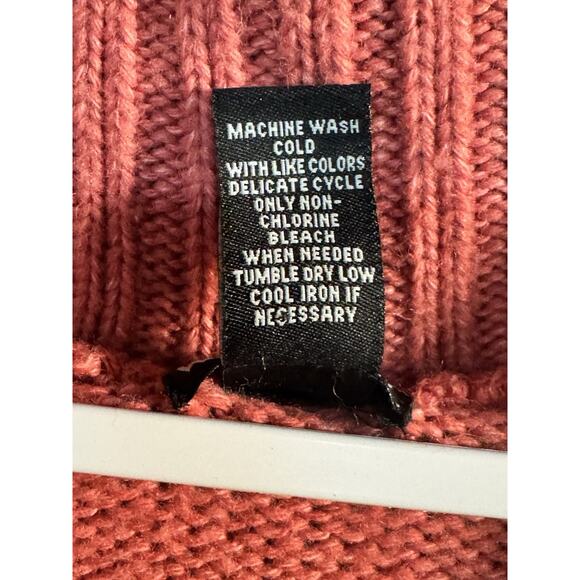 MACHINE WASH
COLD
WITH LIKE COLORS
DELICATE CYCLE
ONLY NON-
CHLORINE
BLEACH
WHEN NEEDED
TUMBLE DRY LOW
COOL IRON IF
NECESSARY